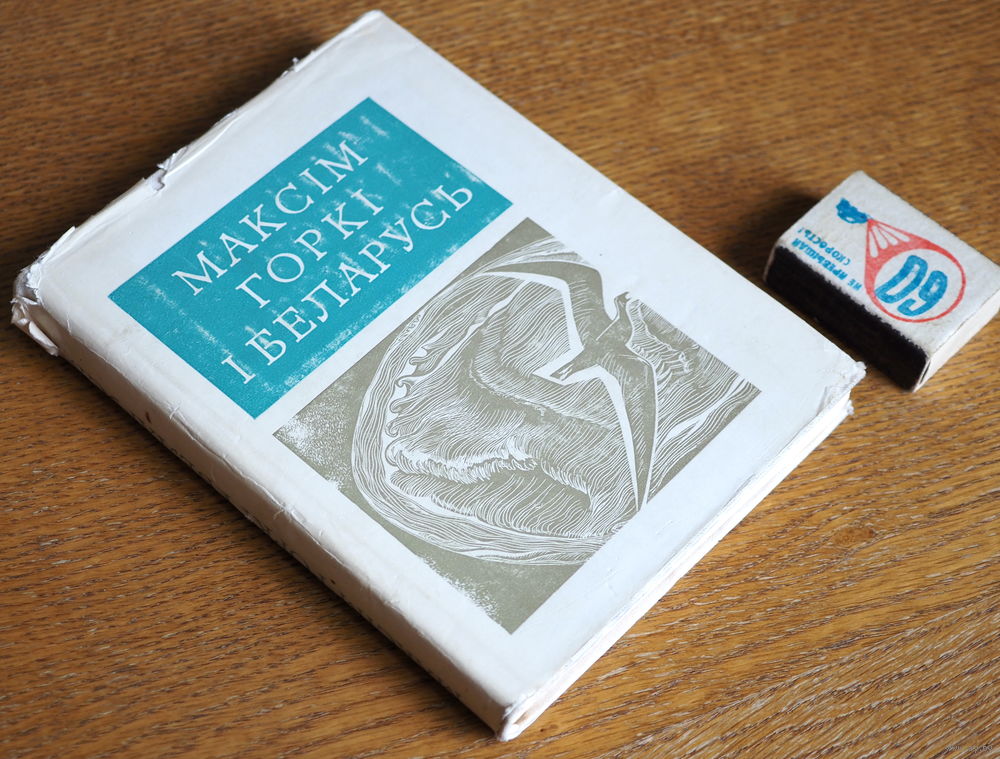 МАКСІМ
ГОРКІ
І БЕЛАРУСЬ
НЕ ПРЕВЫШАЙ
СКОРОСТЬ!
60